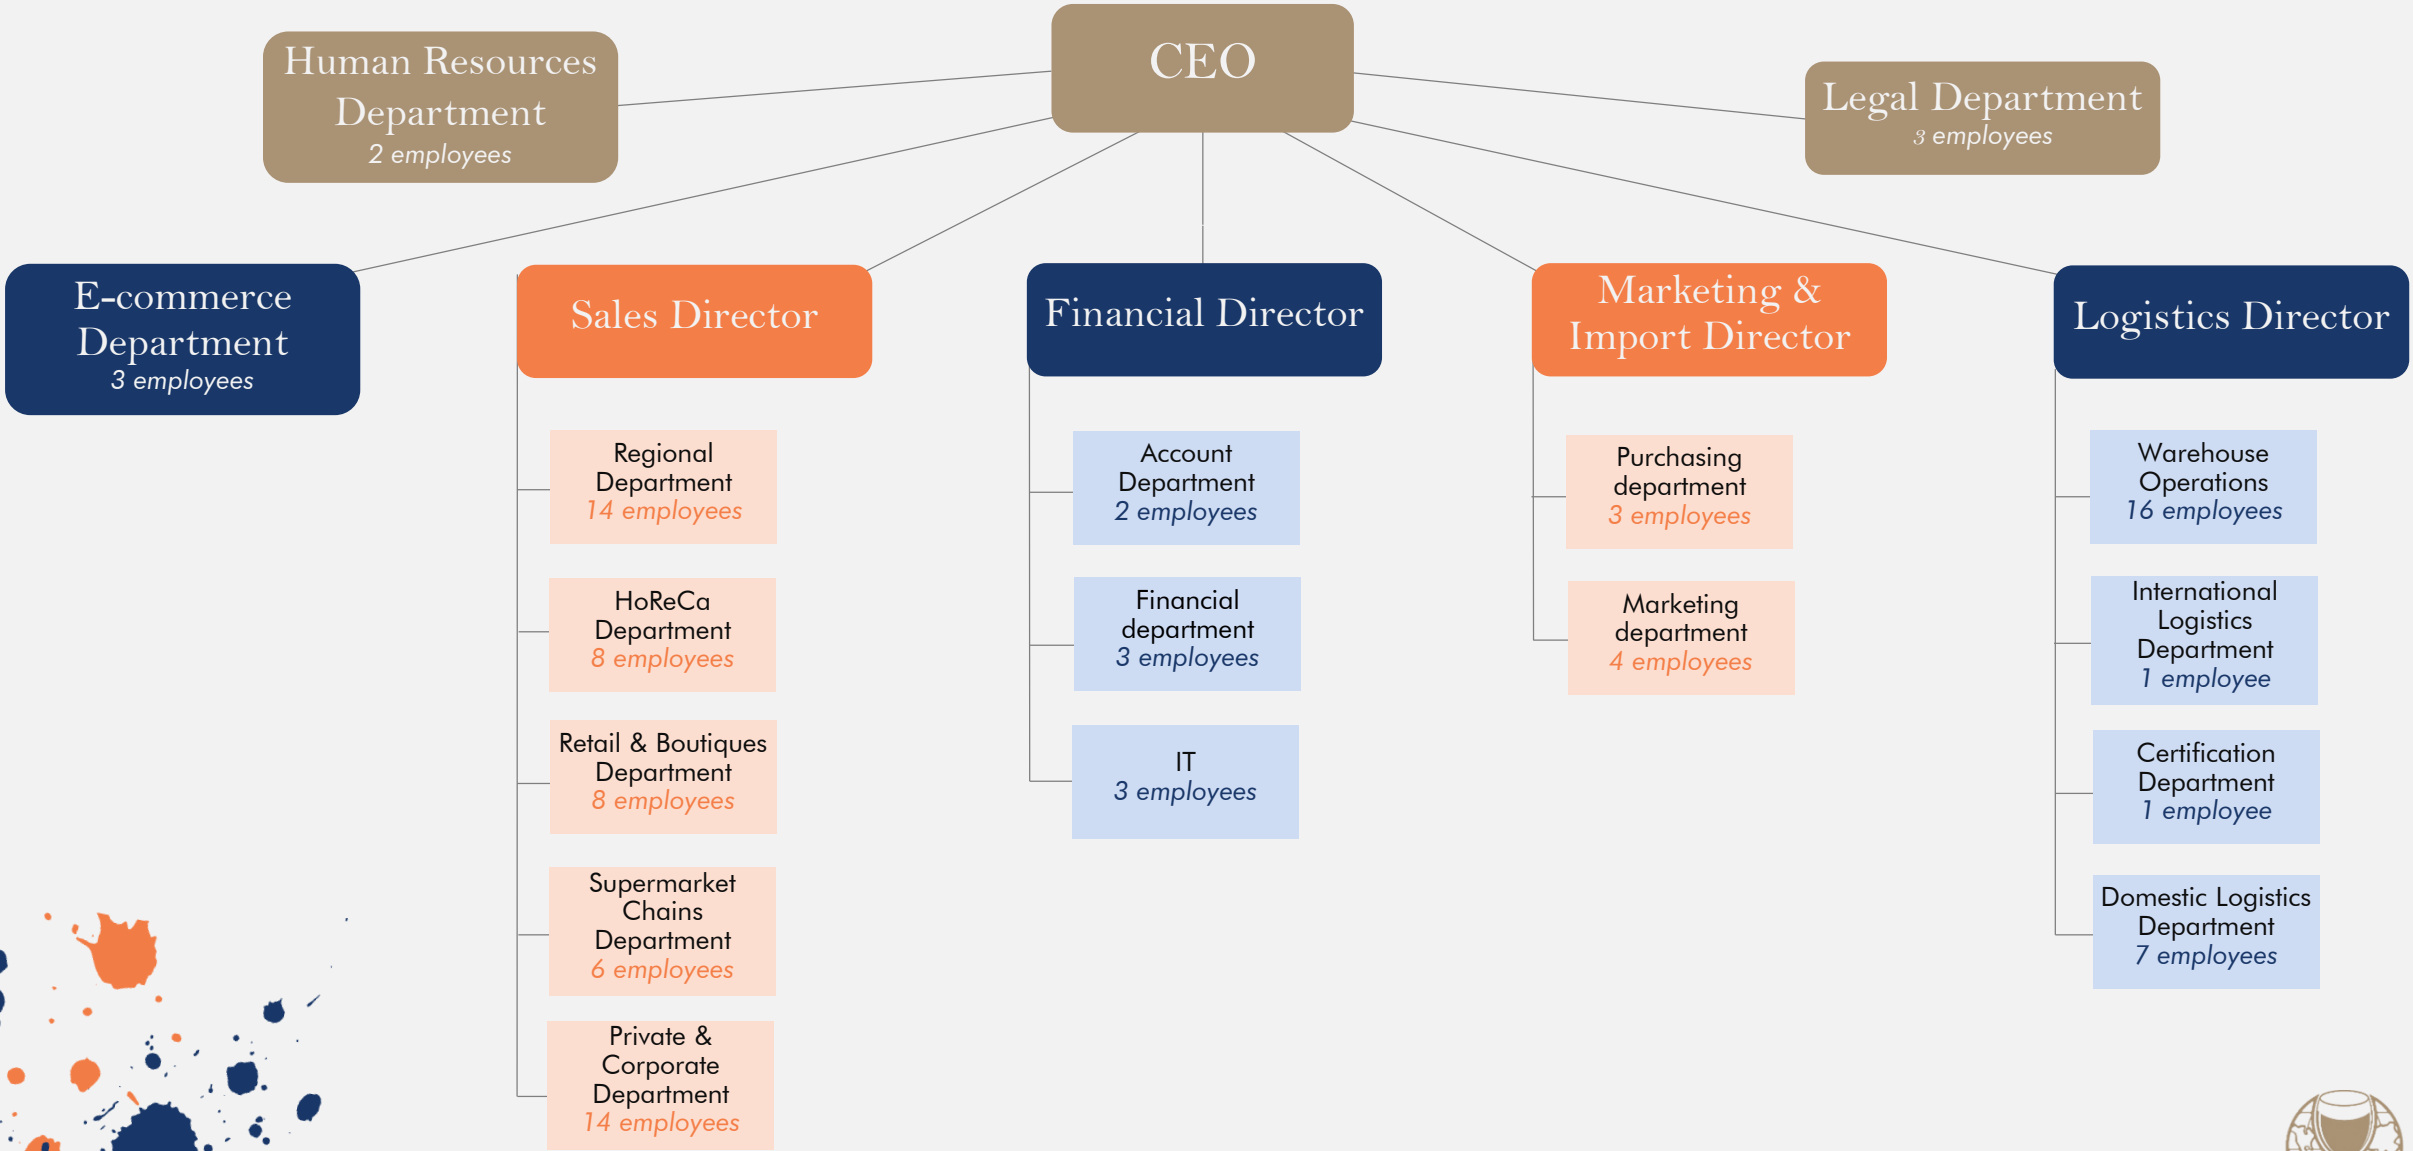 CEO
Human Resources
Department
2 employees
Legal Department
3 employees
E-commerce
Department
3 employees
Sales Director
Regional
Department
14 employees
HoReCa
Department
8 employees
Retail & Boutiques
Department
8 employees
Supermarket
Chains
Department
6 employees
Private &
Corporate
Department
14 employees
Financial Director
Account
Department
2 employees
Financial
department
3 employees
IT
3 employees
Marketing &
Import Director
Purchasing
department
3 employees
Marketing
department
4 employees
Logistics Director
Warehouse
Operations
16 employees
International
Logistics
Department
1 employee
Certification
Department
1 employee
Domestic Logistics
Department
7 employees